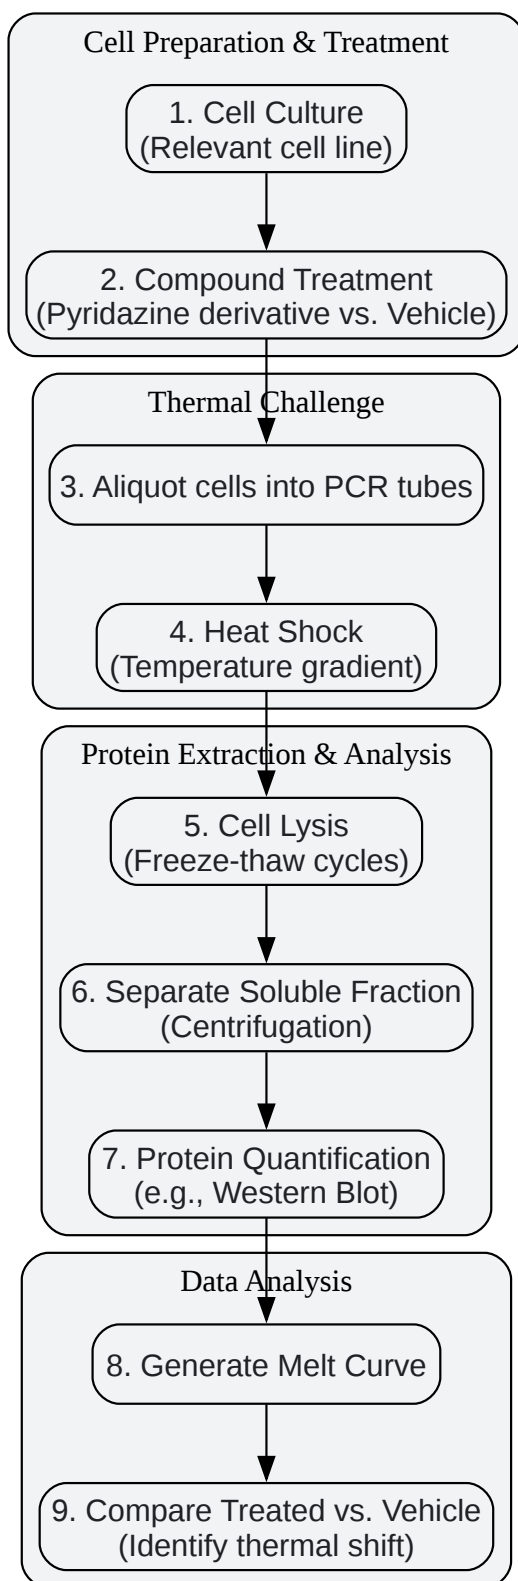 Cell Preparation & Treatment
1. Cell Culture
(Relevant cell line)
2. Compound Treatment
(Pyridazine derivative vs. Vehicle)
Thermal Challenge
3. Aliquot cells into PCR tubes
4. Heat Shock
(Temperature gradient)
Protein Extraction & Analysis
5. Cell Lysis
(Freeze-thaw cycles)
6. Separate Soluble Fraction
(Centrifugation)
7. Protein Quantification
(e.g., Western Blot)
Data Analysis
8. Generate Melt Curve
9. Compare Treated vs. Vehicle
(Identify thermal shift)